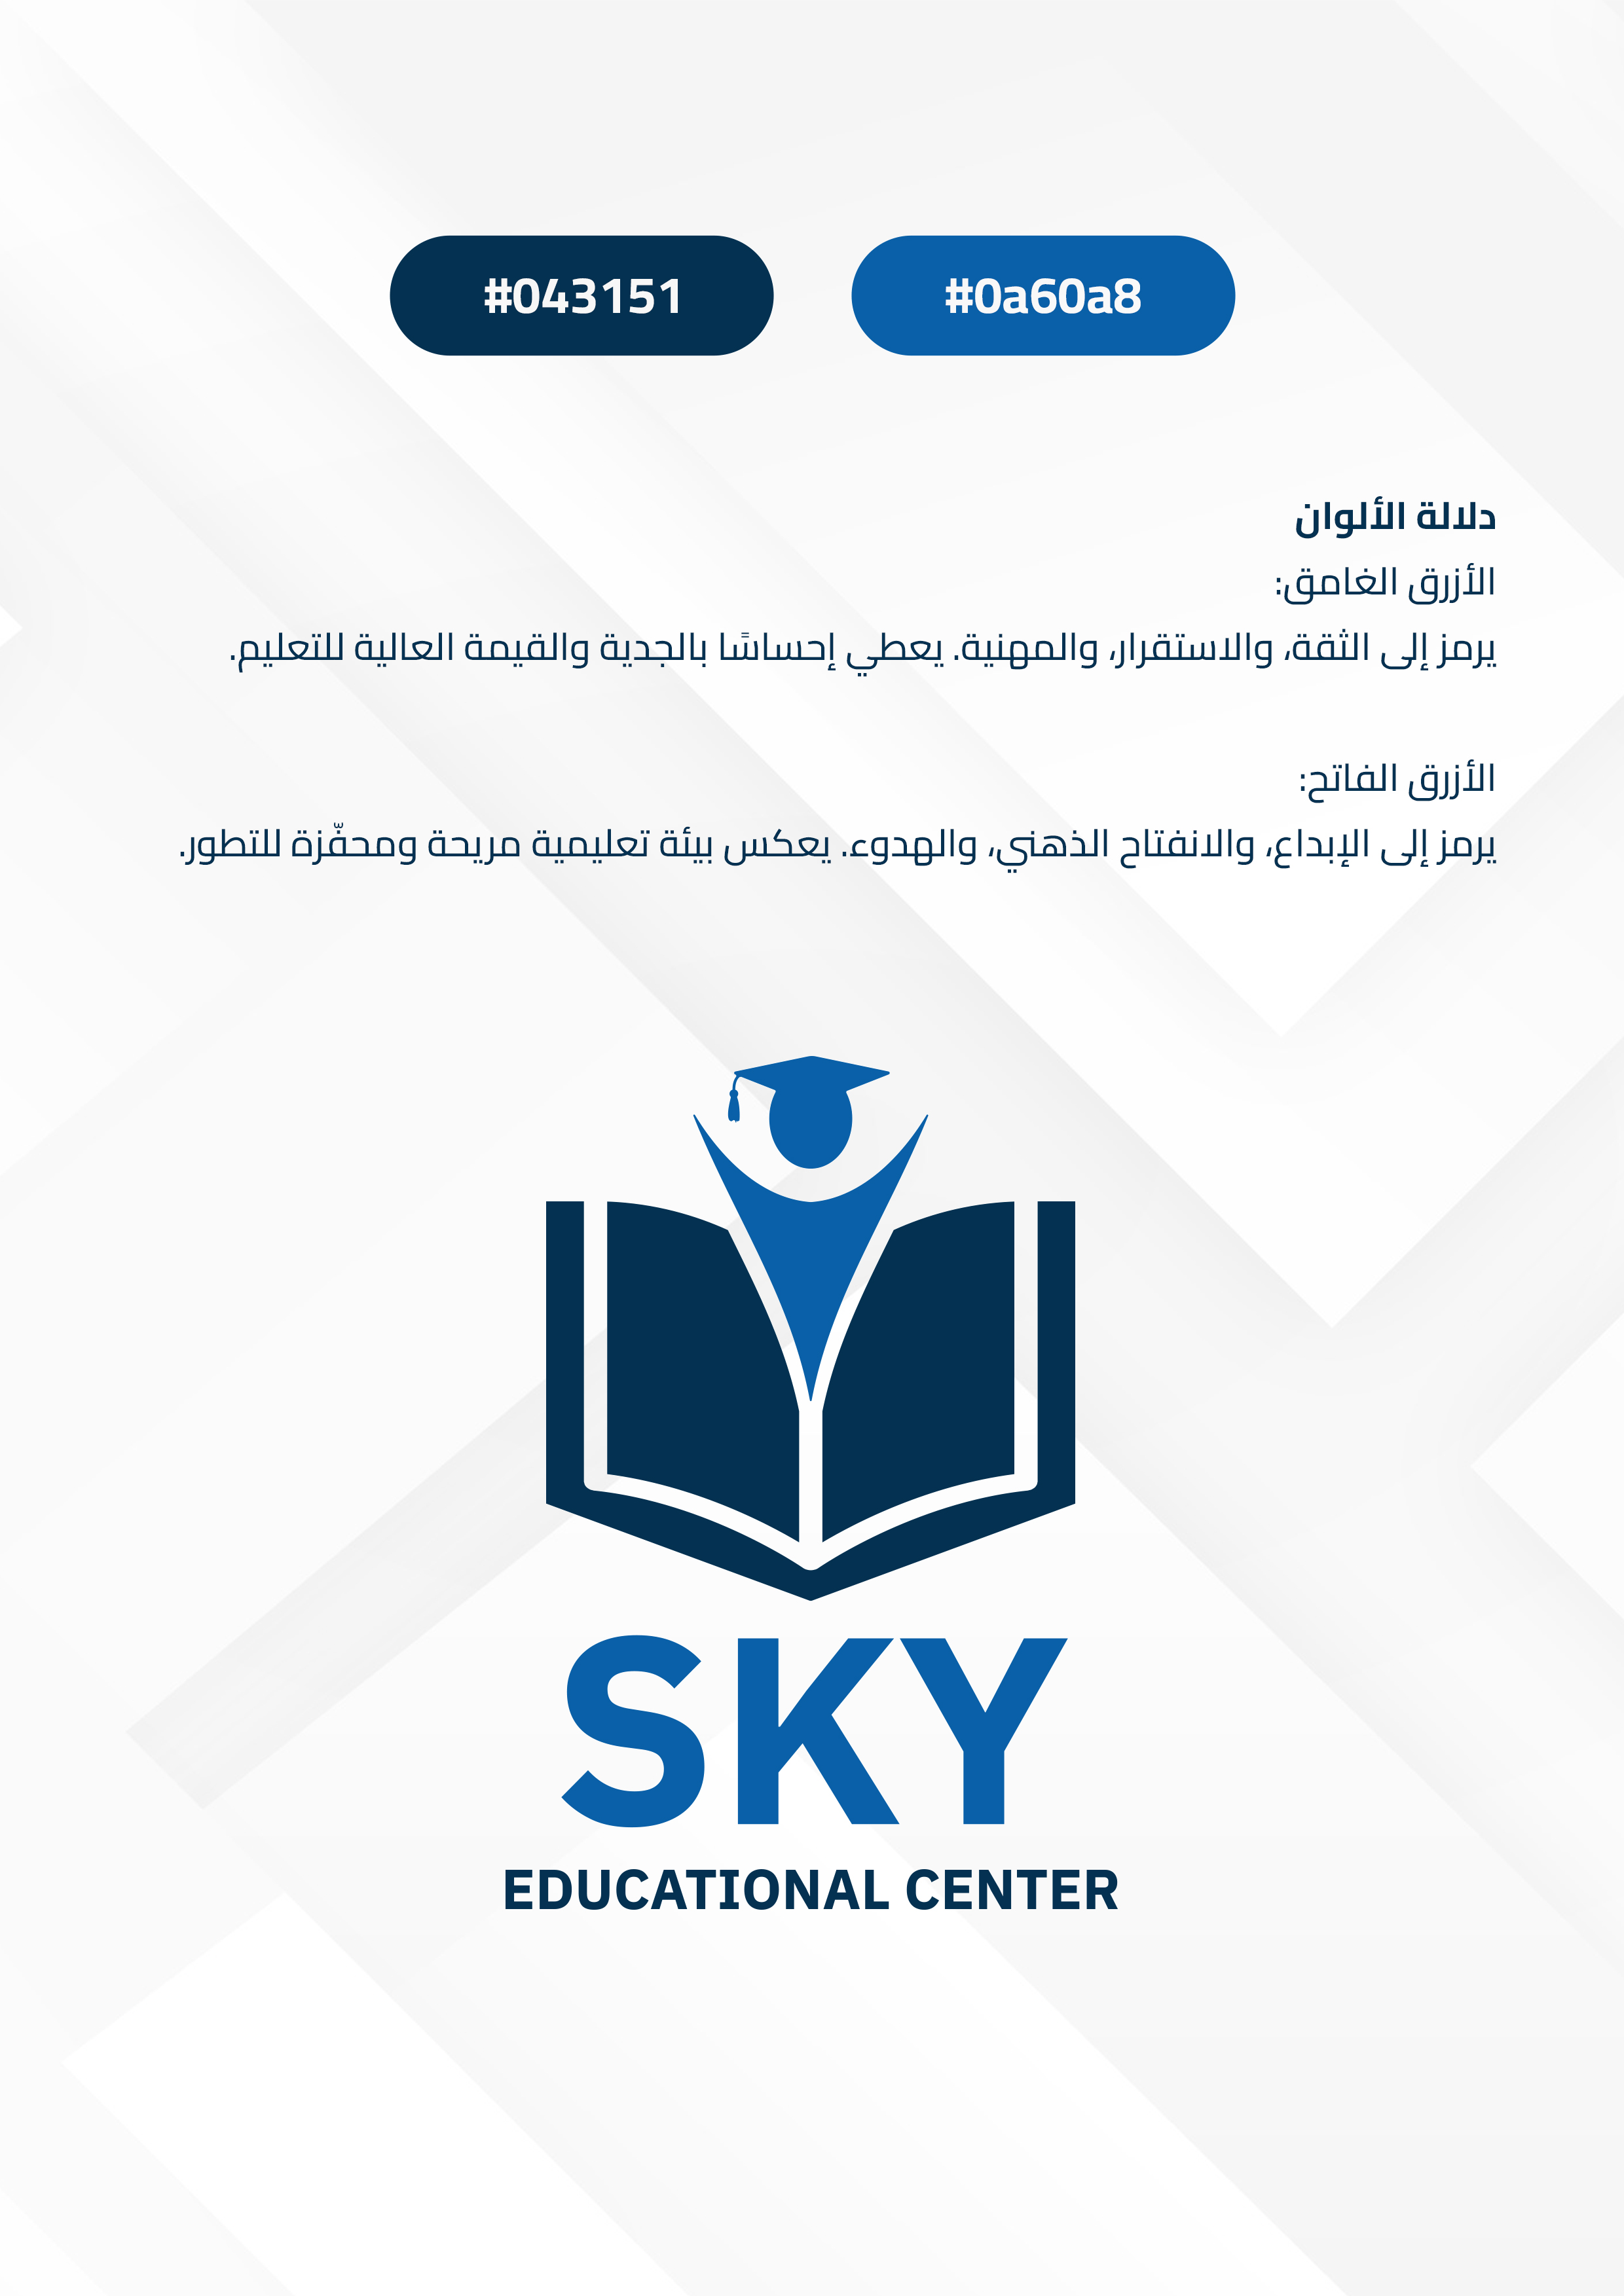 #043151 #0a60a8
دلالة الألوان
الأزرق الغامق:
يرمز إلى الثقة، والاستقرار، والمهنية. يعطي إحساسًا بالجدية والقيمة العالية للتعليم.
الأزرق الفاتح:
يرمز إلى الإبداع، والانفتاح الذهني، والهدوء. يعكس بيئة تعليمية مريحة ومحفّزة للتطور.
SKY
EDUCATIONAL CENTER